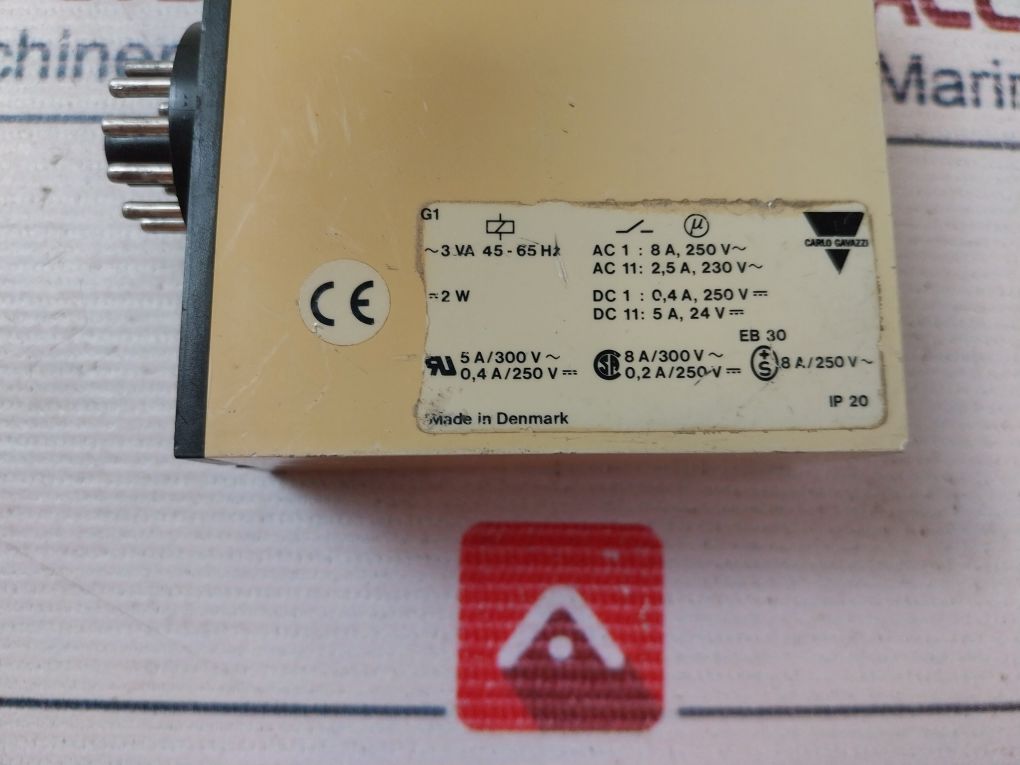 G1
~3 VA 45-65 Hz
AC 1 : 8 A, 250 V~
AC 11: 2,5 A, 230 V~
CARLO GAVAZZI
⎓2 W
DC 1 : 0,4 A, 250 V⎓
DC 11: 5 A, 24 V⎓
EB 30
5 A/300 V~
0,4 A/250 V⎓
8 A/300 V~
0,2 A/250 V⎓
8 A/250 V~
IP 20
Made in Denmark
CE
µ